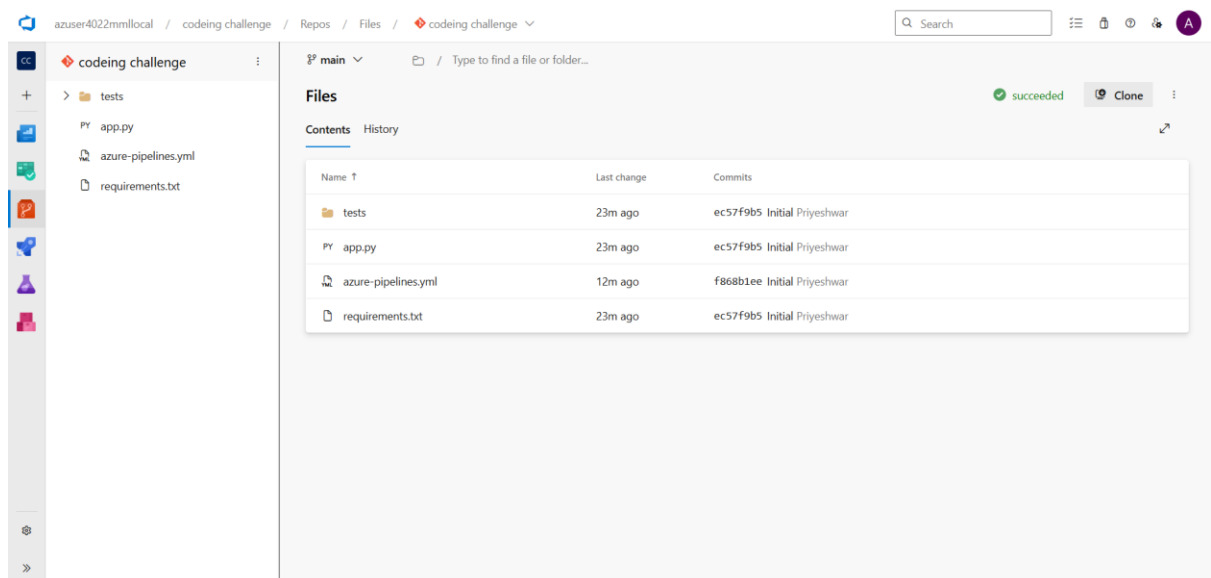 azuser4022mmllocal / codeing challenge / Repos / Files / codeing challenge
Search
A
CC
codeing challenge
tests
PY app.py
YML azure-pipelines.yml
requirements.txt
main
/ Type to find a file or folder...
Files
succeeded
Clone
Contents History
Name ↑ Last change Commits
tests 23m ago ec57f9b5 Initial Priyeshwar
PY app.py 23m ago ec57f9b5 Initial Priyeshwar
YML azure-pipelines.yml 12m ago f868b1ee Initial Priyeshwar
requirements.txt 23m ago ec57f9b5 Initial Priyeshwar